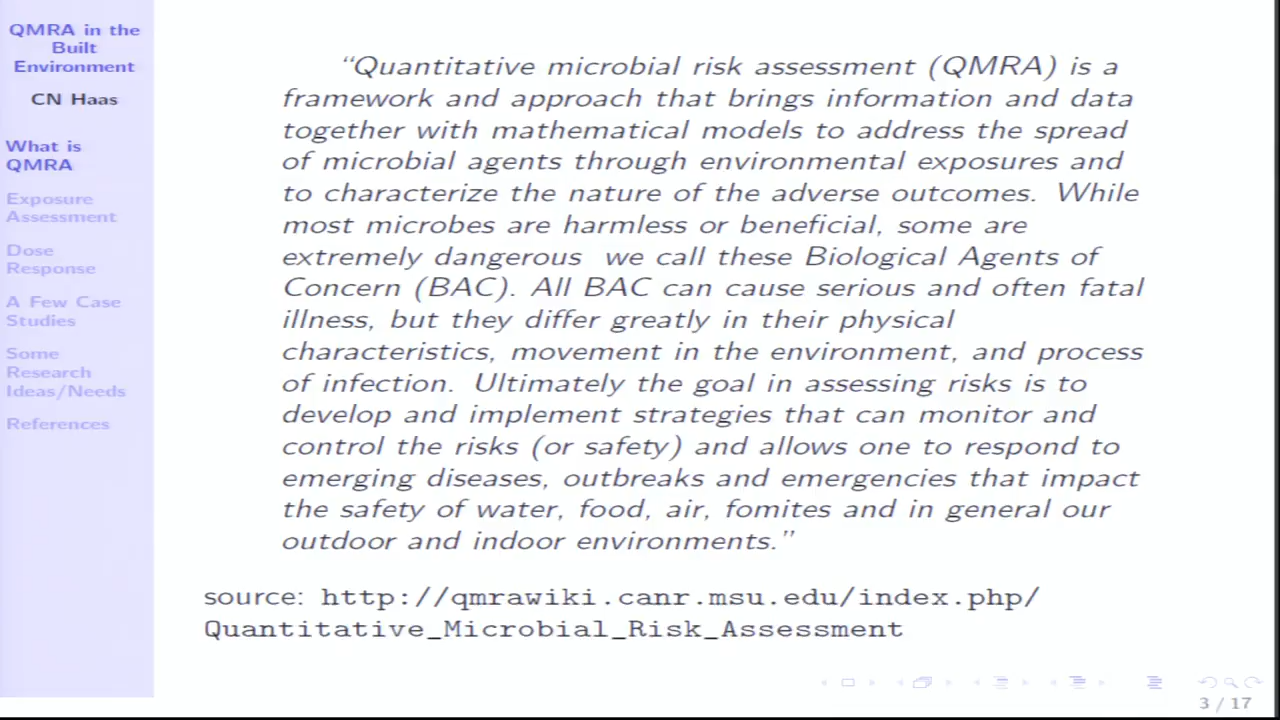 QMRA in the
Built
Environment
CN Haas
What is
QMRA
Exposure
Assessment
Dose
Response
A Few Case
Studies
Some
Research
Ideas/Needs
References
“Quantitative microbial risk assessment (QMRA) is a
framework and approach that brings information and data
together with mathematical models to address the spread
of microbial agents through environmental exposures and
to characterize the nature of the adverse outcomes. While
most microbes are harmless or beneficial, some are
extremely dangerous  we call these Biological Agents of
Concern (BAC). All BAC can cause serious and often fatal
illness, but they differ greatly in their physical
characteristics, movement in the environment, and process
of infection. Ultimately the goal in assessing risks is to
develop and implement strategies that can monitor and
control the risks (or safety) and allows one to respond to
emerging diseases, outbreaks and emergencies that impact
the safety of water, food, air, fomites and in general our
outdoor and indoor environments.”
source: http://qmrawiki.canr.msu.edu/index.php/
Quantitative_Microbial_Risk_Assessment
3 / 17